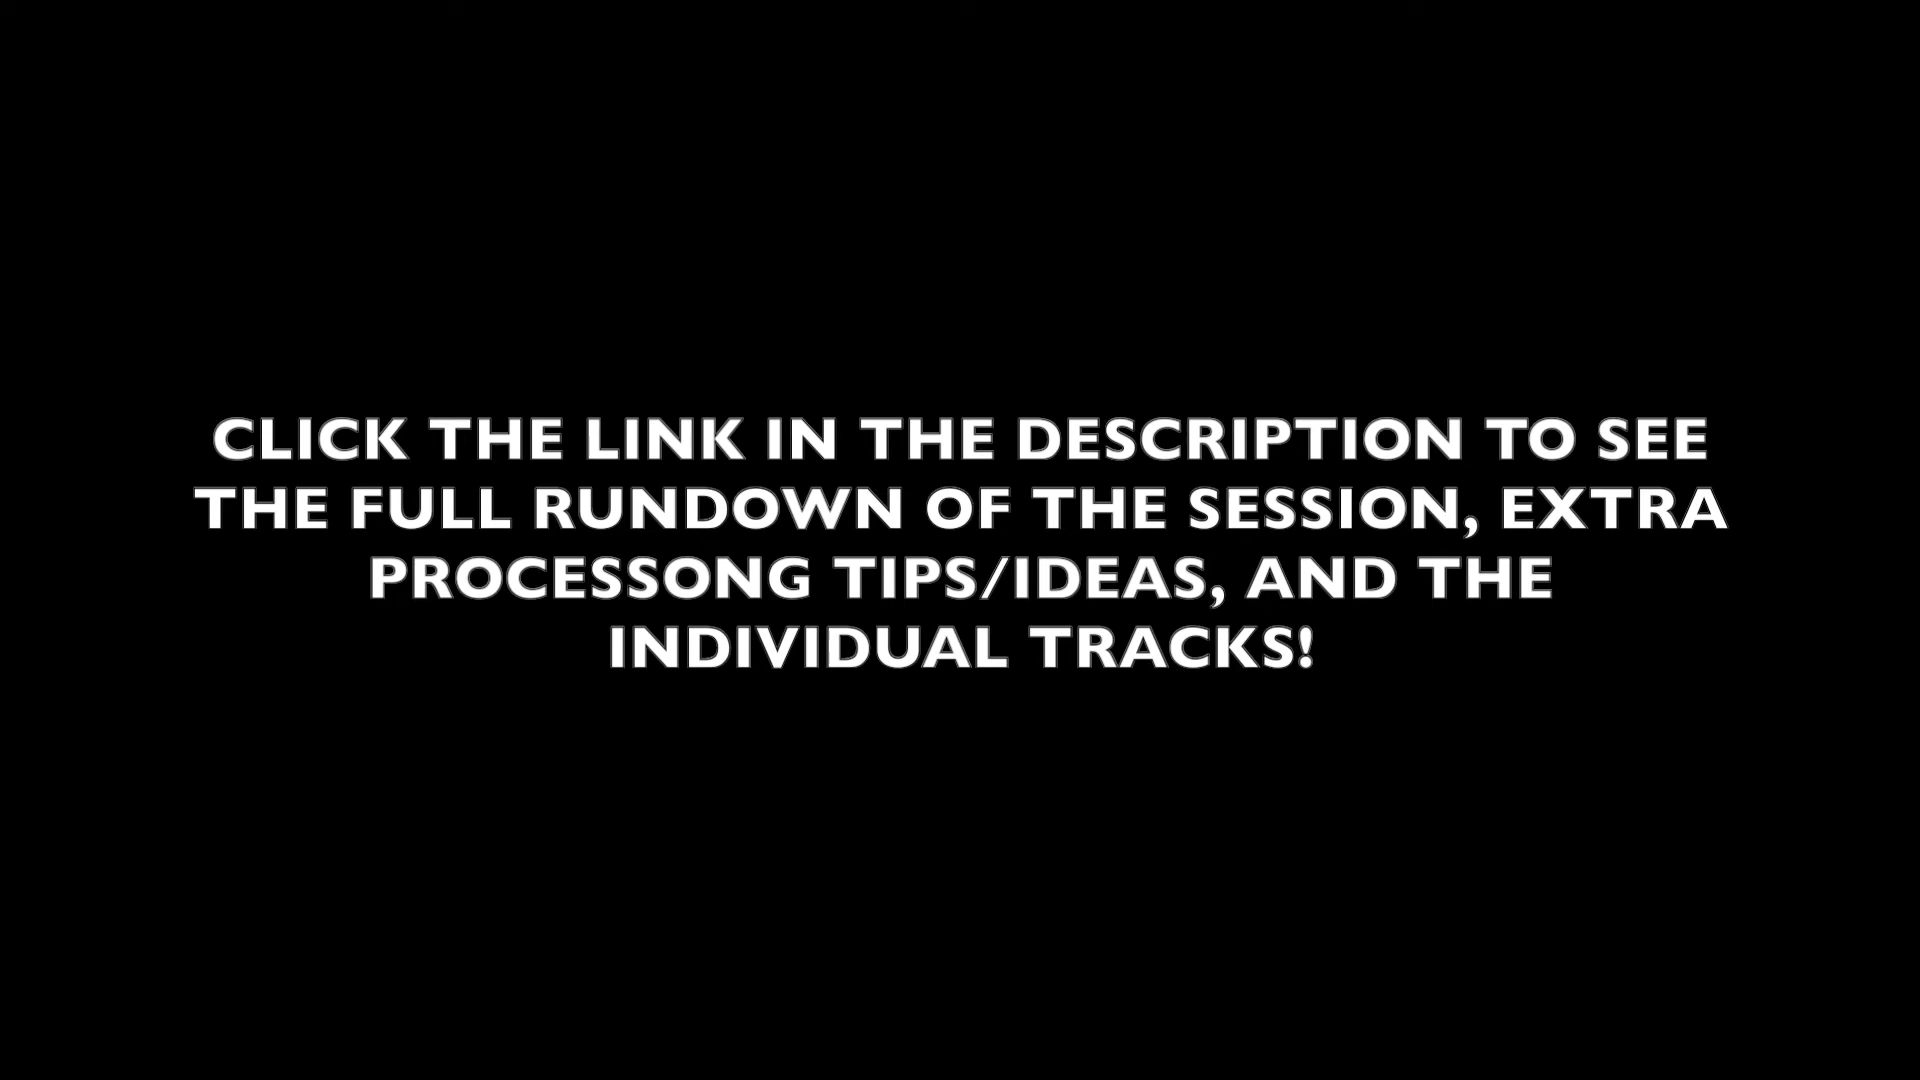 CLICK THE LINK IN THE DESCRIPTION TO SEE
THE FULL RUNDOWN OF THE SESSION, EXTRA
PROCESSONG TIPS/IDEAS, AND THE
INDIVIDUAL TRACKS!